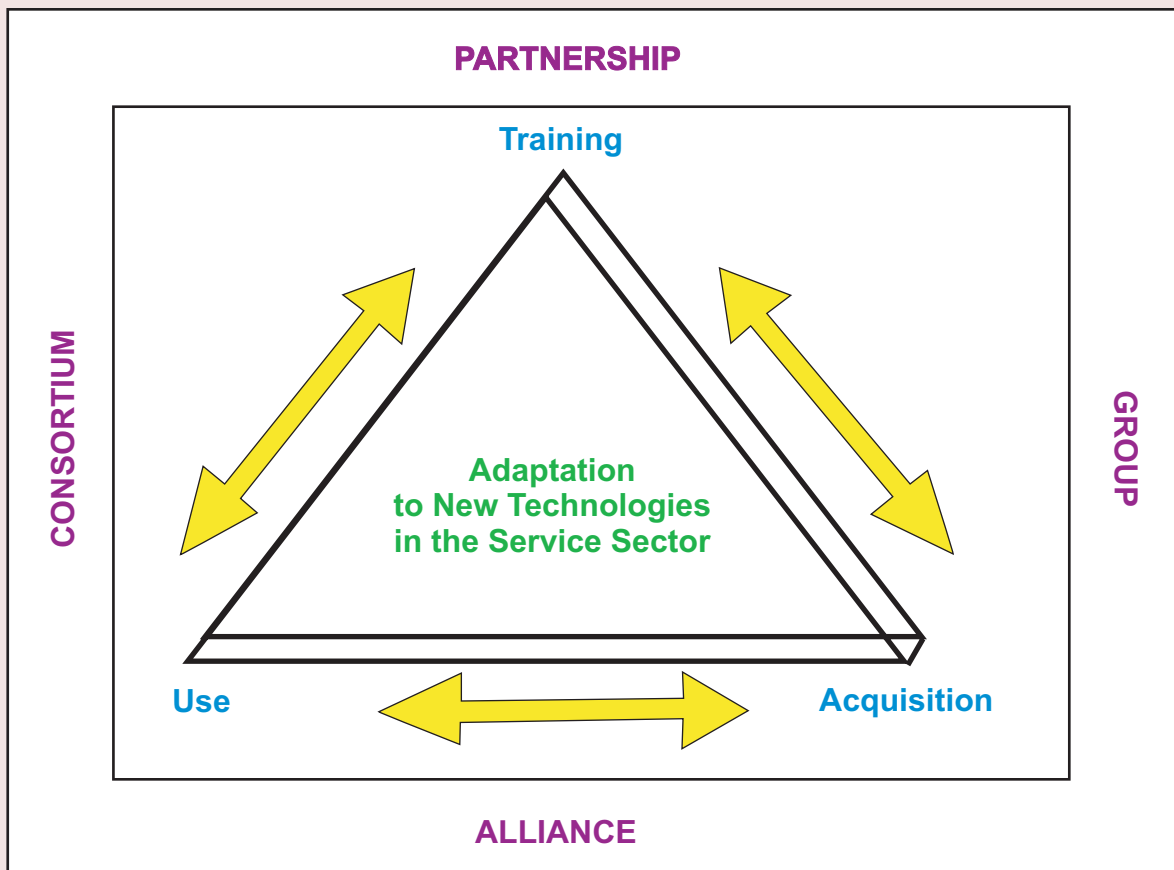 PARTNERSHIP
Training
CONSORTIUM
GROUP
Adaptation
to New Technologies
in the Service Sector
Use
Acquisition
ALLIANCE